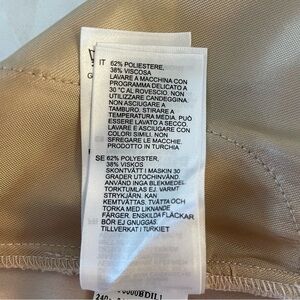 IT 62% POLIESTERE,
38% VISCOSA
LAVARE A MACCHINA CON
PROGRAMMA DELICATO A
30 °C AL ROVESCIO. NON
UTILIZZARE CANDEGGINA
NON ASCIUGARE A
TAMBURO. STIRARE A
TEMPERATURA MEDIA. PUÒ
ESSERE LAVATO A SECCO.
LAVARE E ASCIUGARE CON
COLORI SIMILI. NON
SFREGARE LE MACCHIE.
PRODOTTO IN TURCHIA
SE 62% POLYESTER,
38% VISKOS
SKONTVÄTT I MASKIN 30
GRADER UTOCHINVÄND.
ANVÄND INGA BLEKMEDEL.
TORKTUMLAS EJ. VARMT
STRYKJÄRN. KAN
KEMTVÄTTAS. TVÄTTA OCH
TORKA MED LIKNANDE
FÄRGER. ENSKILDA FLÄCKAR
BÖR EJ GNUGGAS.
TILLVERKAT I TURKIET